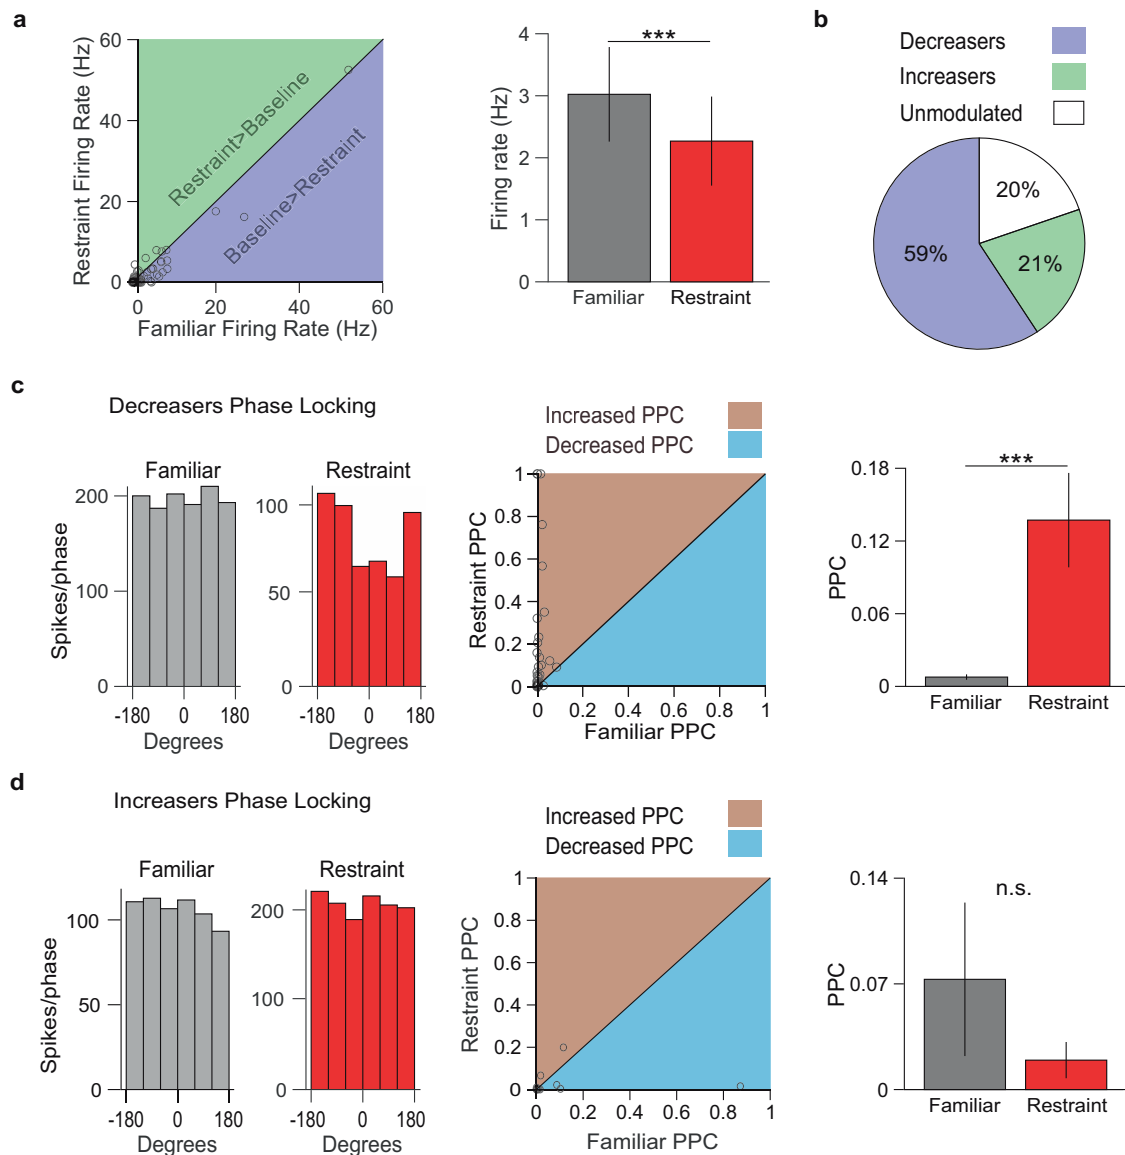 a
60
40
20
0
Restraint Firing Rate (Hz)
Restraint>Baseline
Baseline>Restraint
0
20
40
60
Familiar Firing Rate (Hz)
4
3
2
1
0
Firing rate (Hz)
***
Familiar
Restraint
b
Decreasers
Increasers
Unmodulated
20%
59%
21%
c
Decreasers Phase Locking
Familiar
200
100
0
Spikes/phase
-180
0
180
Degrees
Restraint
100
50
0
-180
0
180
Degrees
Increased PPC
Decreased PPC
1
0.8
0.6
0.4
0.2
0
Restraint PPC
0
0.2
0.4
0.6
0.8
1
Familiar PPC
0.18
0.12
0.06
0
PPC
***
Familiar
Restraint
d
Increasers Phase Locking
Familiar
100
50
0
Spikes/phase
-180
0
180
Degrees
Restraint
200
100
0
-180
0
180
Degrees
Increased PPC
Decreased PPC
1
0.8
0.6
0.4
0.2
0
Restraint PPC
0
0.2
0.4
0.6
0.8
1
Familiar PPC
0.14
0.07
0
PPC
n.s.
Familiar
Restraint